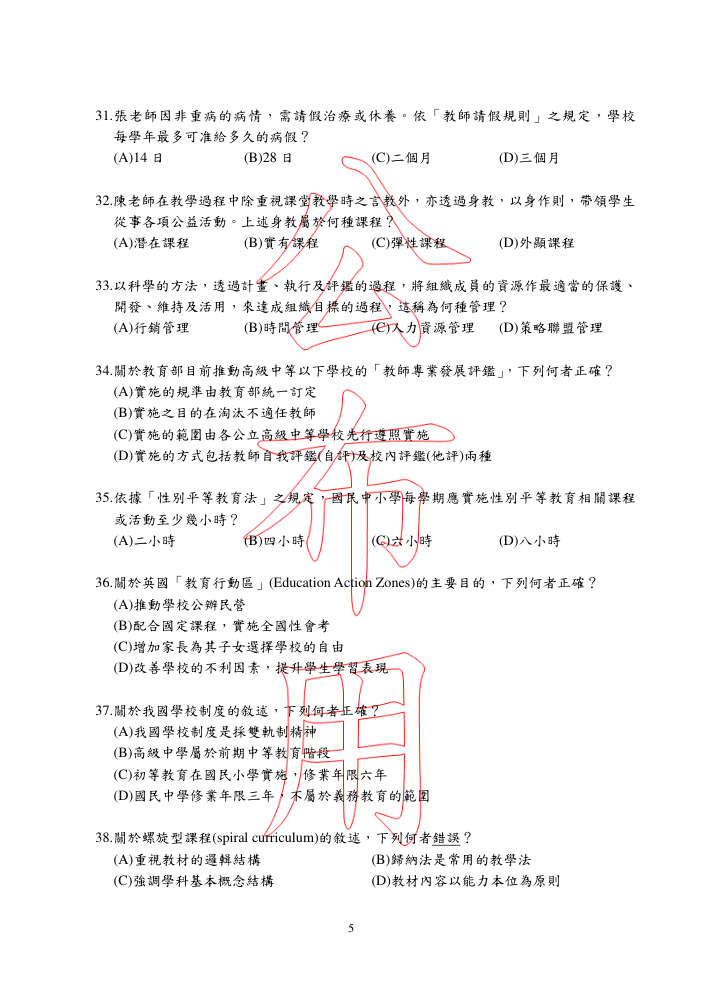 31.張老師因非重病的病情，需請假治療或休養。依「教師請假規則」之規定，學校
每學年最多可准給多久的病假？
(A)14 日 (B)28 日 (C)二個月 (D)三個月
32.陳老師在教學過程中除重視課堂教學時之言教外，亦透過身教，以身作則，帶領學生
從事各項公益活動。上述身教屬於何種課程？
(A)潛在課程 (B)實有課程 (C)彈性課程 (D)外顯課程
33.以科學的方法，透過計畫、執行及評鑑的過程，將組織成員的資源作最適當的保護、
開發、維持及活用，來達成組織目標的過程，這稱為何種管理？
(A)行銷管理 (B)時間管理 (C)人力資源管理 (D)策略聯盟管理
34.關於教育部目前推動高級中等以下學校的「教師專業發展評鑑」，下列何者正確？
(A)實施的規準由教育部統一訂定
(B)實施之目的在淘汰不適任教師
(C)實施的範圍由各公立高級中等學校先行遵照實施
(D)實施的方式包括教師自我評鑑(自評)及校內評鑑(他評)兩種
35.依據「性別平等教育法」之規定，國民中小學每學期應實施性別平等教育相關課程
或活動至少幾小時？
(A)二小時 (B)四小時 (C)六小時 (D)八小時
36.關於英國「教育行動區」(Education Action Zones)的主要目的，下列何者正確？
(A)推動學校公辦民營
(B)配合國定課程，實施全國性會考
(C)增加家長為其子女選擇學校的自由
(D)改善學校的不利因素，提升學生學習表現
37.關於我國學校制度的敘述，下列何者正確？
(A)我國學校制度是採雙軌制精神
(B)高級中學屬於前期中等教育階段
(C)初等教育在國民小學實施，修業年限六年
(D)國民中學修業年限三年，不屬於義務教育的範圍
38.關於螺旋型課程(spiral curriculum)的敘述，下列何者錯誤？
(A)重視教材的邏輯結構 (B)歸納法是常用的教學法
(C)強調學科基本概念結構 (D)教材內容以能力本位為原則
5
公
布
用